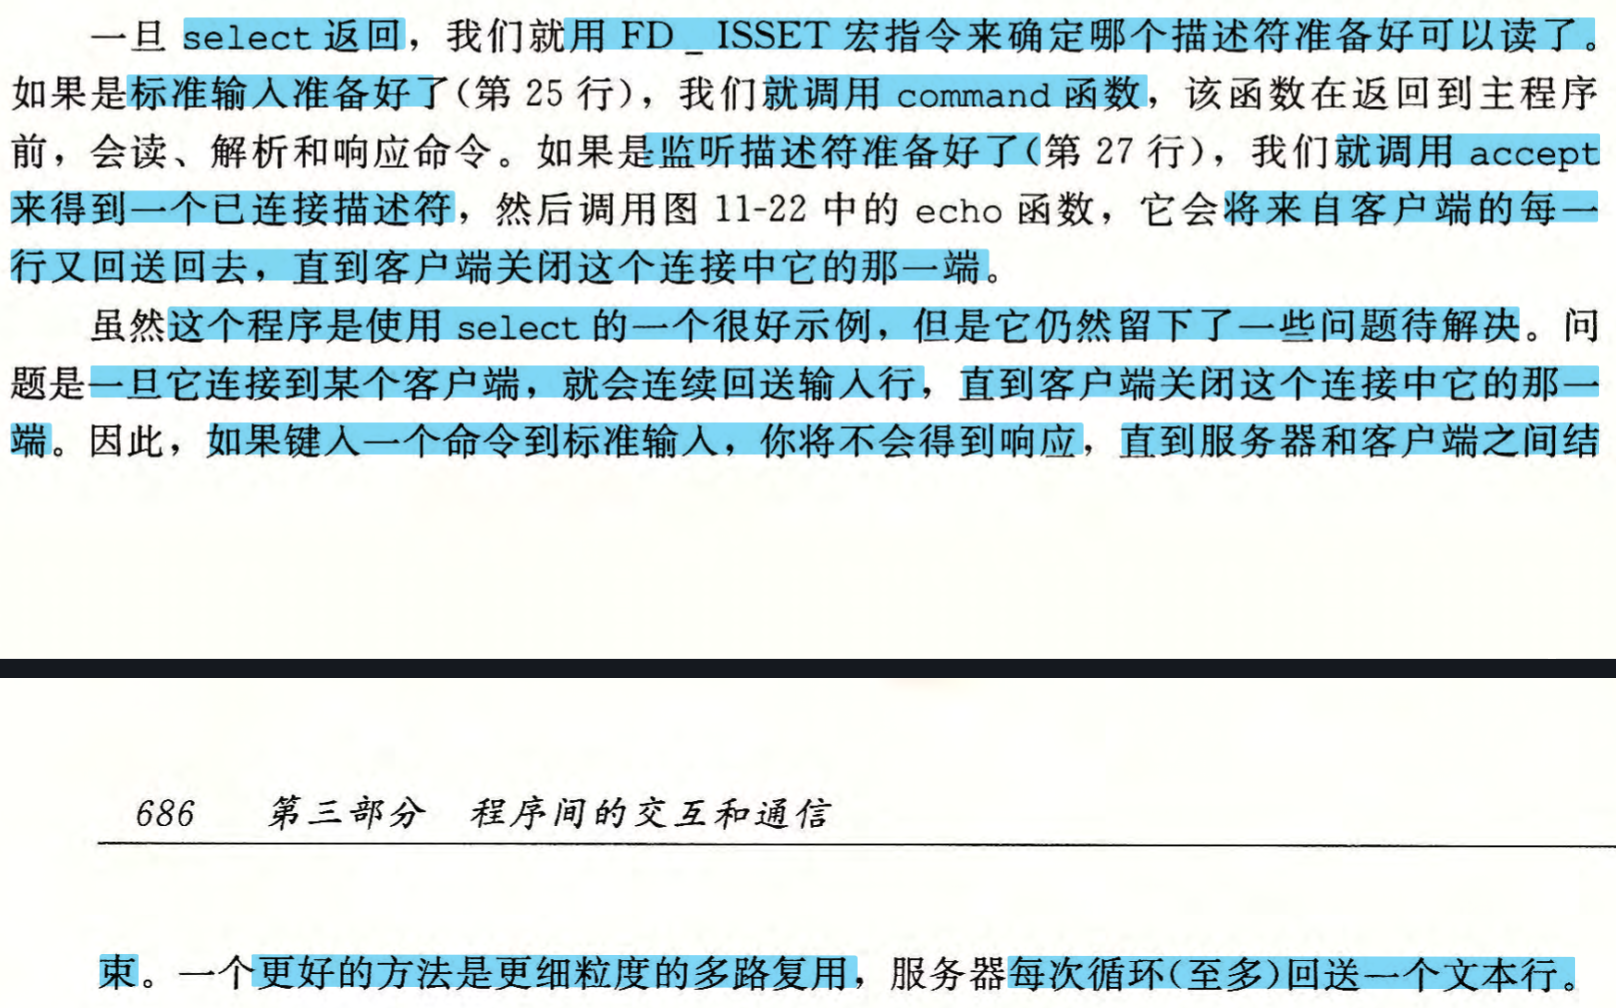 一旦 select 返回，我们就用 FD _ ISSET 宏指令来确定哪个描述符准备好可以读了。
如果是标准输入准备好了(第 25 行)，我们就调用 command 函数，该函数在返回到主程序
前，会读、解析和响应命令。如果是监听描述符准备好了(第 27 行)，我们就调用 accept
来得到一个已连接描述符，然后调用图 11-22 中的 echo 函数，它会将来自客户端的每一
行又回送回去，直到客户端关闭这个连接中它的那一端。
虽然这个程序是使用 select 的一个很好示例，但是它仍然留下了一些问题待解决。问
题是一旦它连接到某个客户端，就会连续回送输入行，直到客户端关闭这个连接中它的那一
端。因此，如果键入一个命令到标准输入，你将不会得到响应，直到服务器和客户端之间结
686 第三部分 程序间的交互和通信
束。一个更好的方法是更细粒度的多路复用，服务器每次循环(至多)回送一个文本行。